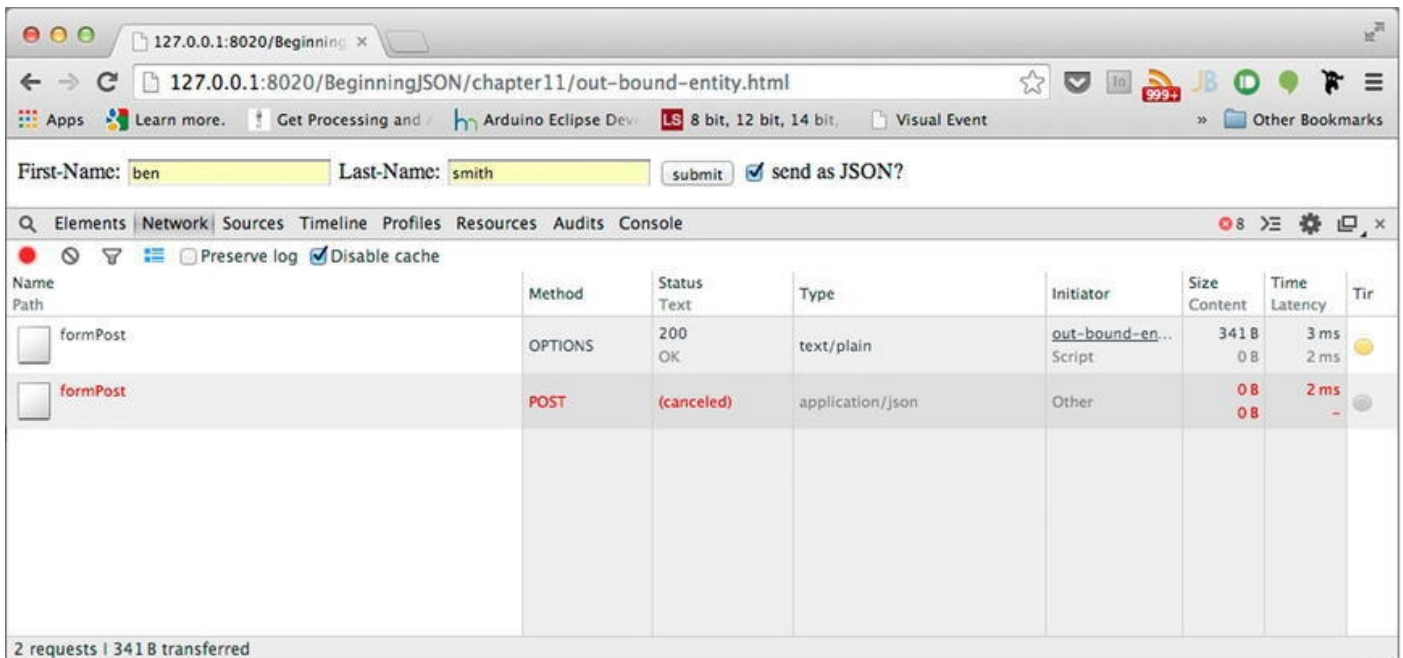 127.0.0.1:8020/Beginning
127.0.0.1:8020/BeginningJSON/chapter11/out-bound-entity.html
In 999+ JB
Apps Learn more. Get Processing and Arduino Eclipse Dev LS 8 bit, 12 bit, 14 bit, Visual Event » Other Bookmarks
First-Name: ben Last-Name: smith submit send as JSON?
Elements Network Sources Timeline Profiles Resources Audits Console 8
Preserve log Disable cache
Name Method Status Type Initiator Size Time Tir
Path Text Content Latency
formPost OPTIONS 200 text/plain out-bound-en... 341 B 3 ms
OK Script 0 B 2 ms
formPost POST (canceled) application/json Other 0 B 2 ms
0 B –
2 requests | 341 B transferred